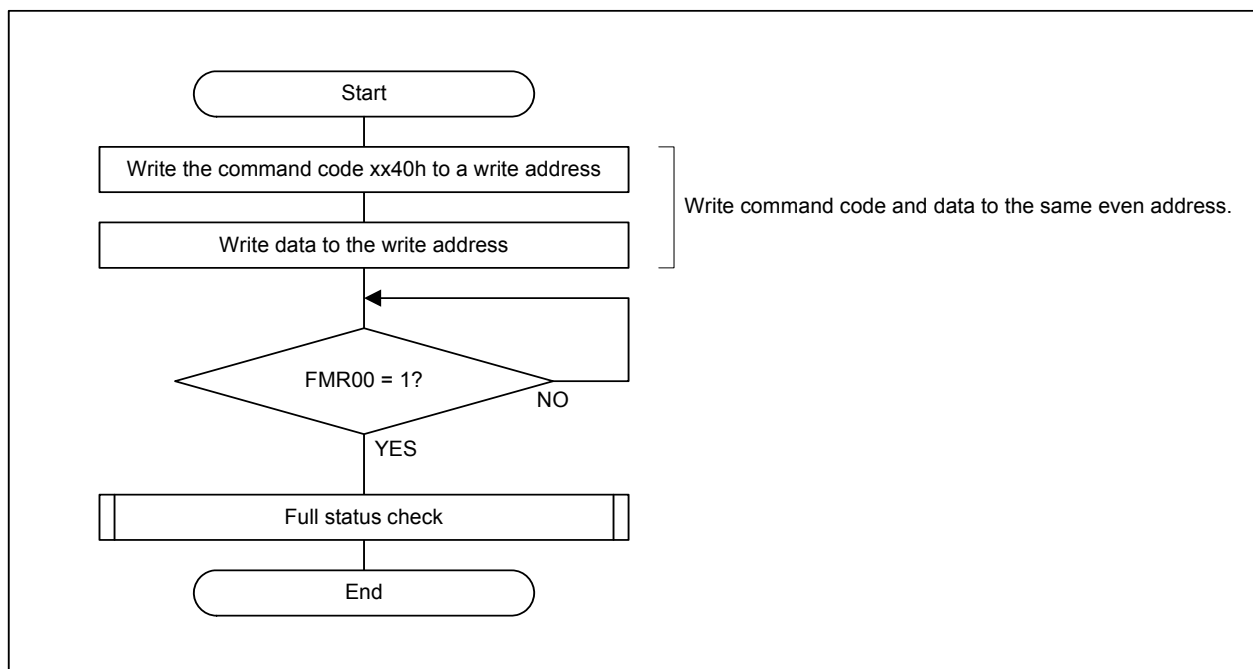 Start
Write the command code xx40h to a write address
Write command code and data to the same even address.
Write data to the write address
FMR00 = 1?
NO
YES
Full status check
End